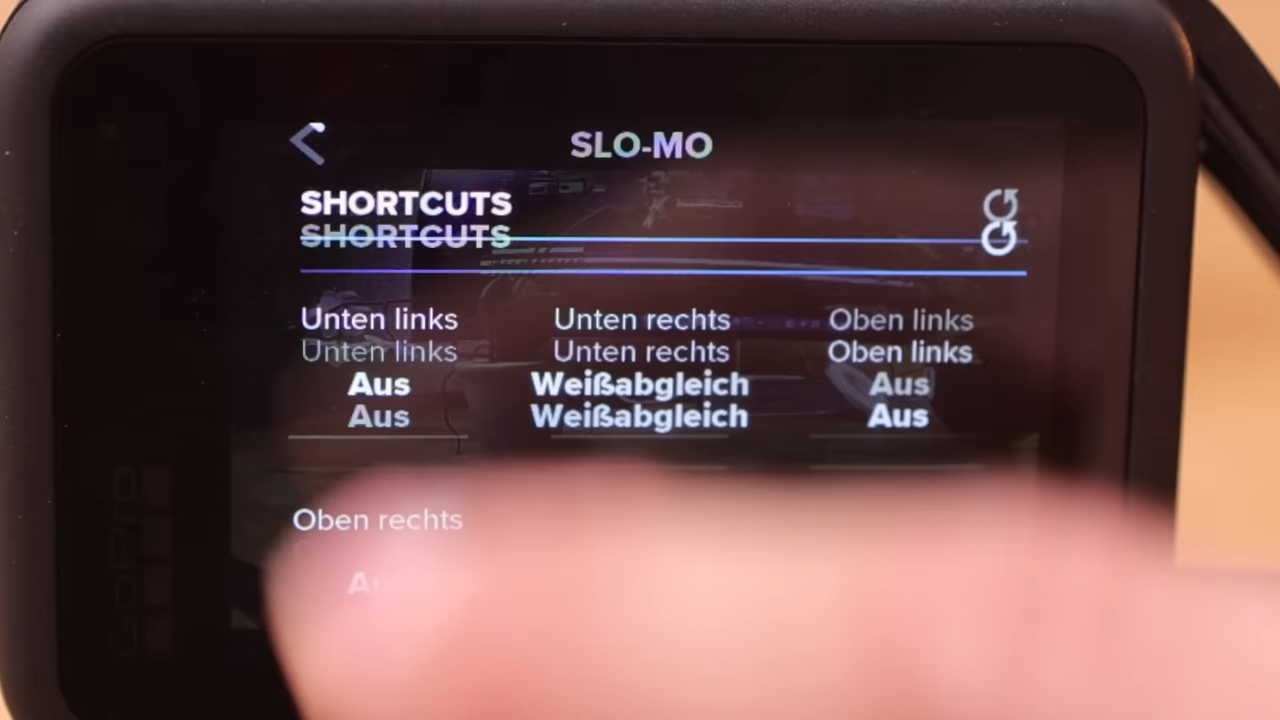 SLO-MO
SHORTCUTS
SHORTCUTS
Unten links Unten rechts Oben links
Unten links Unten rechts Oben links
Aus Weißabgleich Aus
Aus Weißabgleich Aus
Oben rechts
GoPro